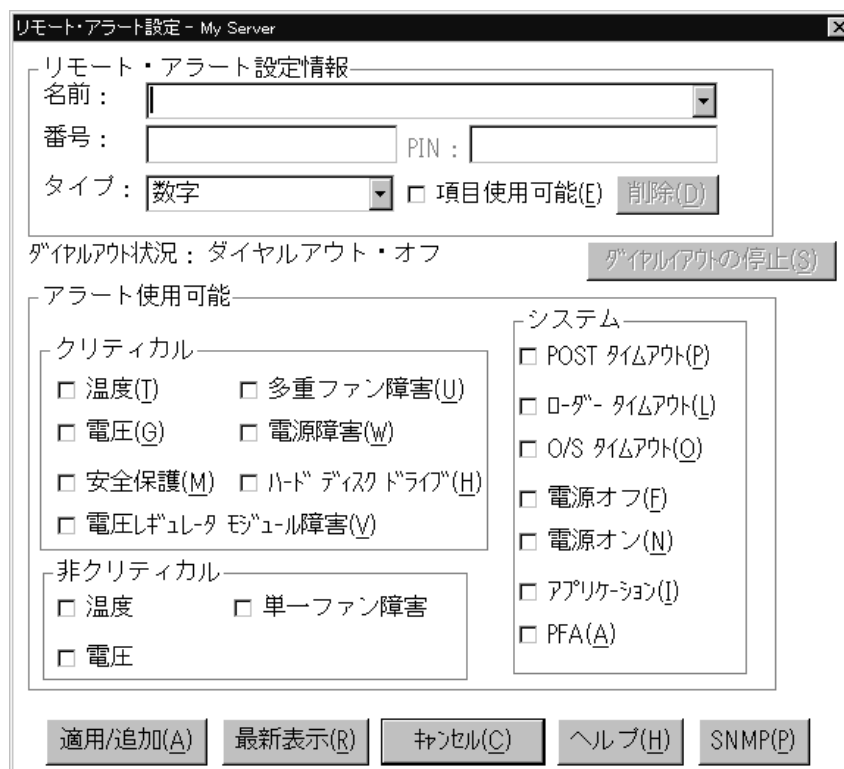 リモート・アラート設定 - My Server
リモート・アラート設定情報
名前：
番号：
PIN：
タイプ：
数字
項目使用可能(E)
削除(D)
ﾀﾞｲﾔﾙｱｳﾄ状況：ダイヤルアウト・オフ
ﾀﾞｲﾔﾙｲｱｳﾄの停止(S)
アラート使用可能
クリティカル
温度(T)
多重ファン障害(U)
電圧(G)
電源障害(W)
安全保護(M)
ﾊｰﾄﾞ ﾃﾞｨｽｸ ﾄﾞﾗｲﾌﾞ(H)
電圧ﾚｷﾞｭﾚｰﾀ ﾓｼﾞｭｰﾙ障害(V)
非クリティカル
温度
単一ファン障害
電圧
システム
POST ﾀｲﾑｱｳﾄ(P)
ﾛｰﾀﾞｰ ﾀｲﾑｱｳﾄ(L)
O/S ﾀｲﾑｱｳﾄ(O)
電源オフ(F)
電源オン(N)
ｱﾌﾟﾘｹｰｼｮﾝ(I)
PFA(A)
適用/追加(A)
最新表示(R)
ｷｬﾝｾﾙ(C)
ヘルプ(H)
SNMP(P)